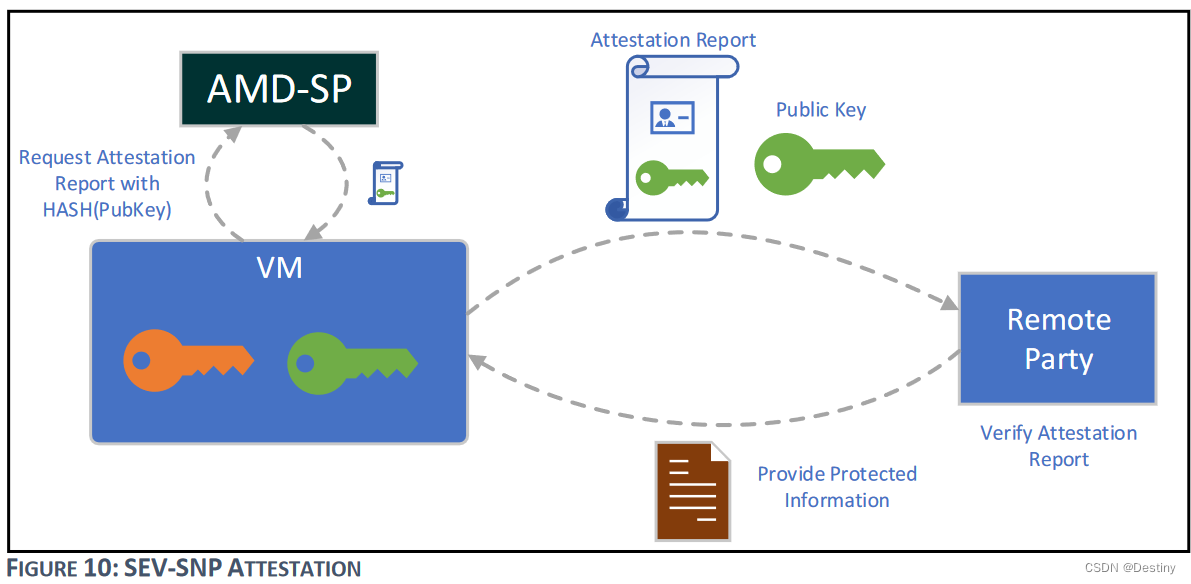 Attestation Report
AMD-SP
Public Key
Request Attestation
Report with
HASH(PubKey)
VM
Remote
Party
Verify Attestation
Report
Provide Protected
Information
FIGURE 10: SEV-SNP ATTESTATION
CSDN @Destiny